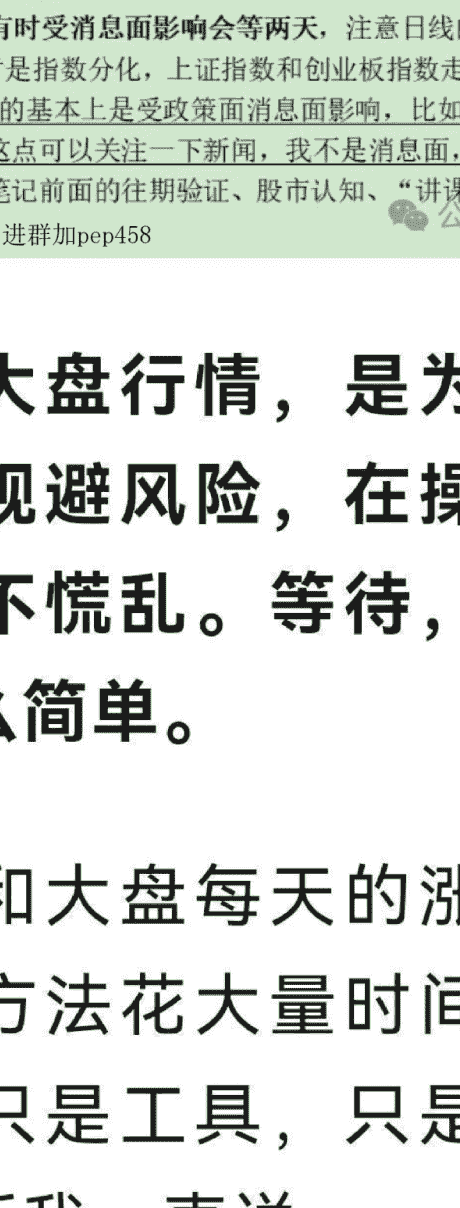 有时受消息面影响会等两天，注意日线
是指数分化，上证指数和创业板指数走
的基本上是受政策面消息面影响，比如
这点可以关注一下新闻，我不是消息面，
笔记前面的往期验证、股市认知、“讲课
公
进群加pep458
大盘行情，是为
规避风险，在操
不慌乱。等待，
么简单。
和大盘每天的涨
方法花大量时间
只是工具，只是
我一直说